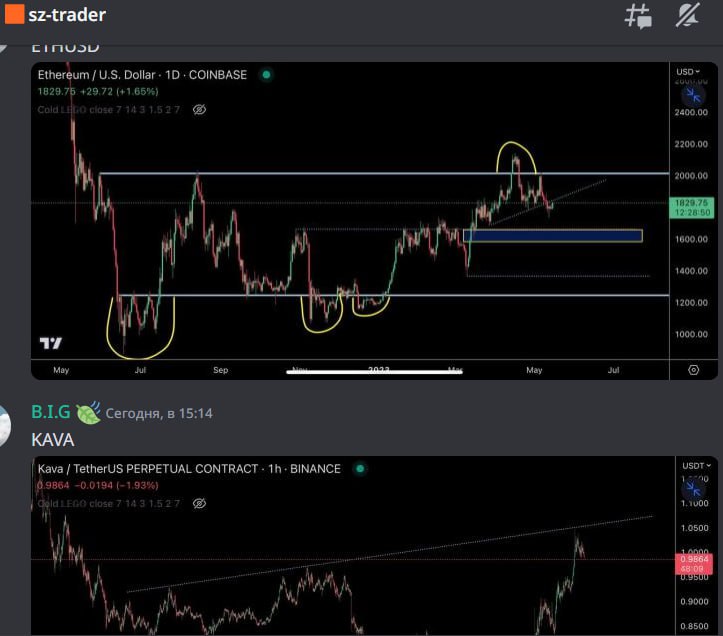 sz-trader
ETHUSD
Ethereum / U.S. Dollar · 1D · COINBASE
USD
1829.75 +29.72 (+1.65%)
Cold LEGO close 7 14 3 1.5 2 7
2400.00
2200.00
2000.00
1829.75
12:28:50
1600.00
1400.00
1200.00
1000.00
May Jul Sep Nov 2023 Mar May Jul
B.I.G Сегодня, в 15:14
KAVA
Kava / TetherUS PERPETUAL CONTRACT · 1h · BINANCE
USDT
0.9864 −0.0194 (−1.93%)
Cold LEGO close 7 14 3 1.5 2 7
1.1000
1.0500
1.0000
0.9864
48:09
0.9500
0.9000
0.8500